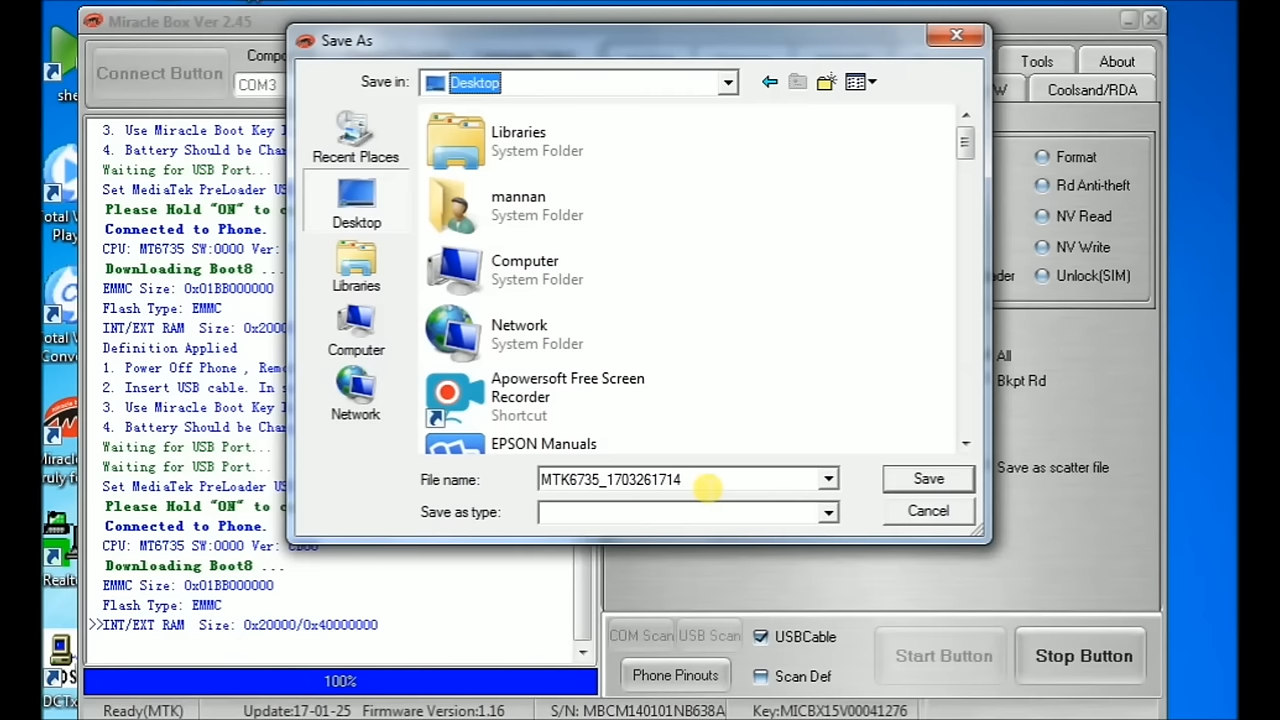 Miracle Box Ver 2.45
Connect Button
COM3
Tools
About
Coolsand/RDA
Save As
Save in:
Desktop
Recent Places
Desktop
Libraries
Computer
Network
Libraries
System Folder
mannan
System Folder
Computer
System Folder
Network
System Folder
Apowersoft Free Screen
Recorder
Shortcut
EPSON Manuals
File name:
MTK6735_1703261714
Save
Save as type:
Cancel
3. Use Miracle Boot Key
4. Battery Should be
Waiting for USB Port...
Set MediaTek PreLoader
Please Hold "ON" to
Connected to Phone.
CPU: MT6735 SW:0000 Ver:
Downloading Boot8 ...
EMMC Size: 0x01BB000000
Flash Type: EMMC
INT/EXT RAM Size:
Definition Applied
1. Power Off Phone ,
2. Insert USB cable. In
3. Use Miracle Boot Key
4. Battery Should be
Waiting for USB Port...
Waiting for USB Port...
Set MediaTek PreLoader
Please Hold "ON" to
Connected to Phone.
CPU: MT6735 SW:0000 Ver:
Downloading Boot8 ...
EMMC Size: 0x01BB000000
Flash Type: EMMC
>>INT/EXT RAM Size: 0x20000/0x40000000
100%
Format
Rd Anti-theft
NV Read
NV Write
Unlock(SIM)
All
Bkpt Rd
Save as scatter file
COM Scan
USB Scan
USBCable
Phone Pinouts
Scan Def
Start Button
Stop Button
Ready(MTK)
Update:17-01-25 Firmware Version:1.16
S/N: MBCM140101NB638A
Key:MICBX15V00041276